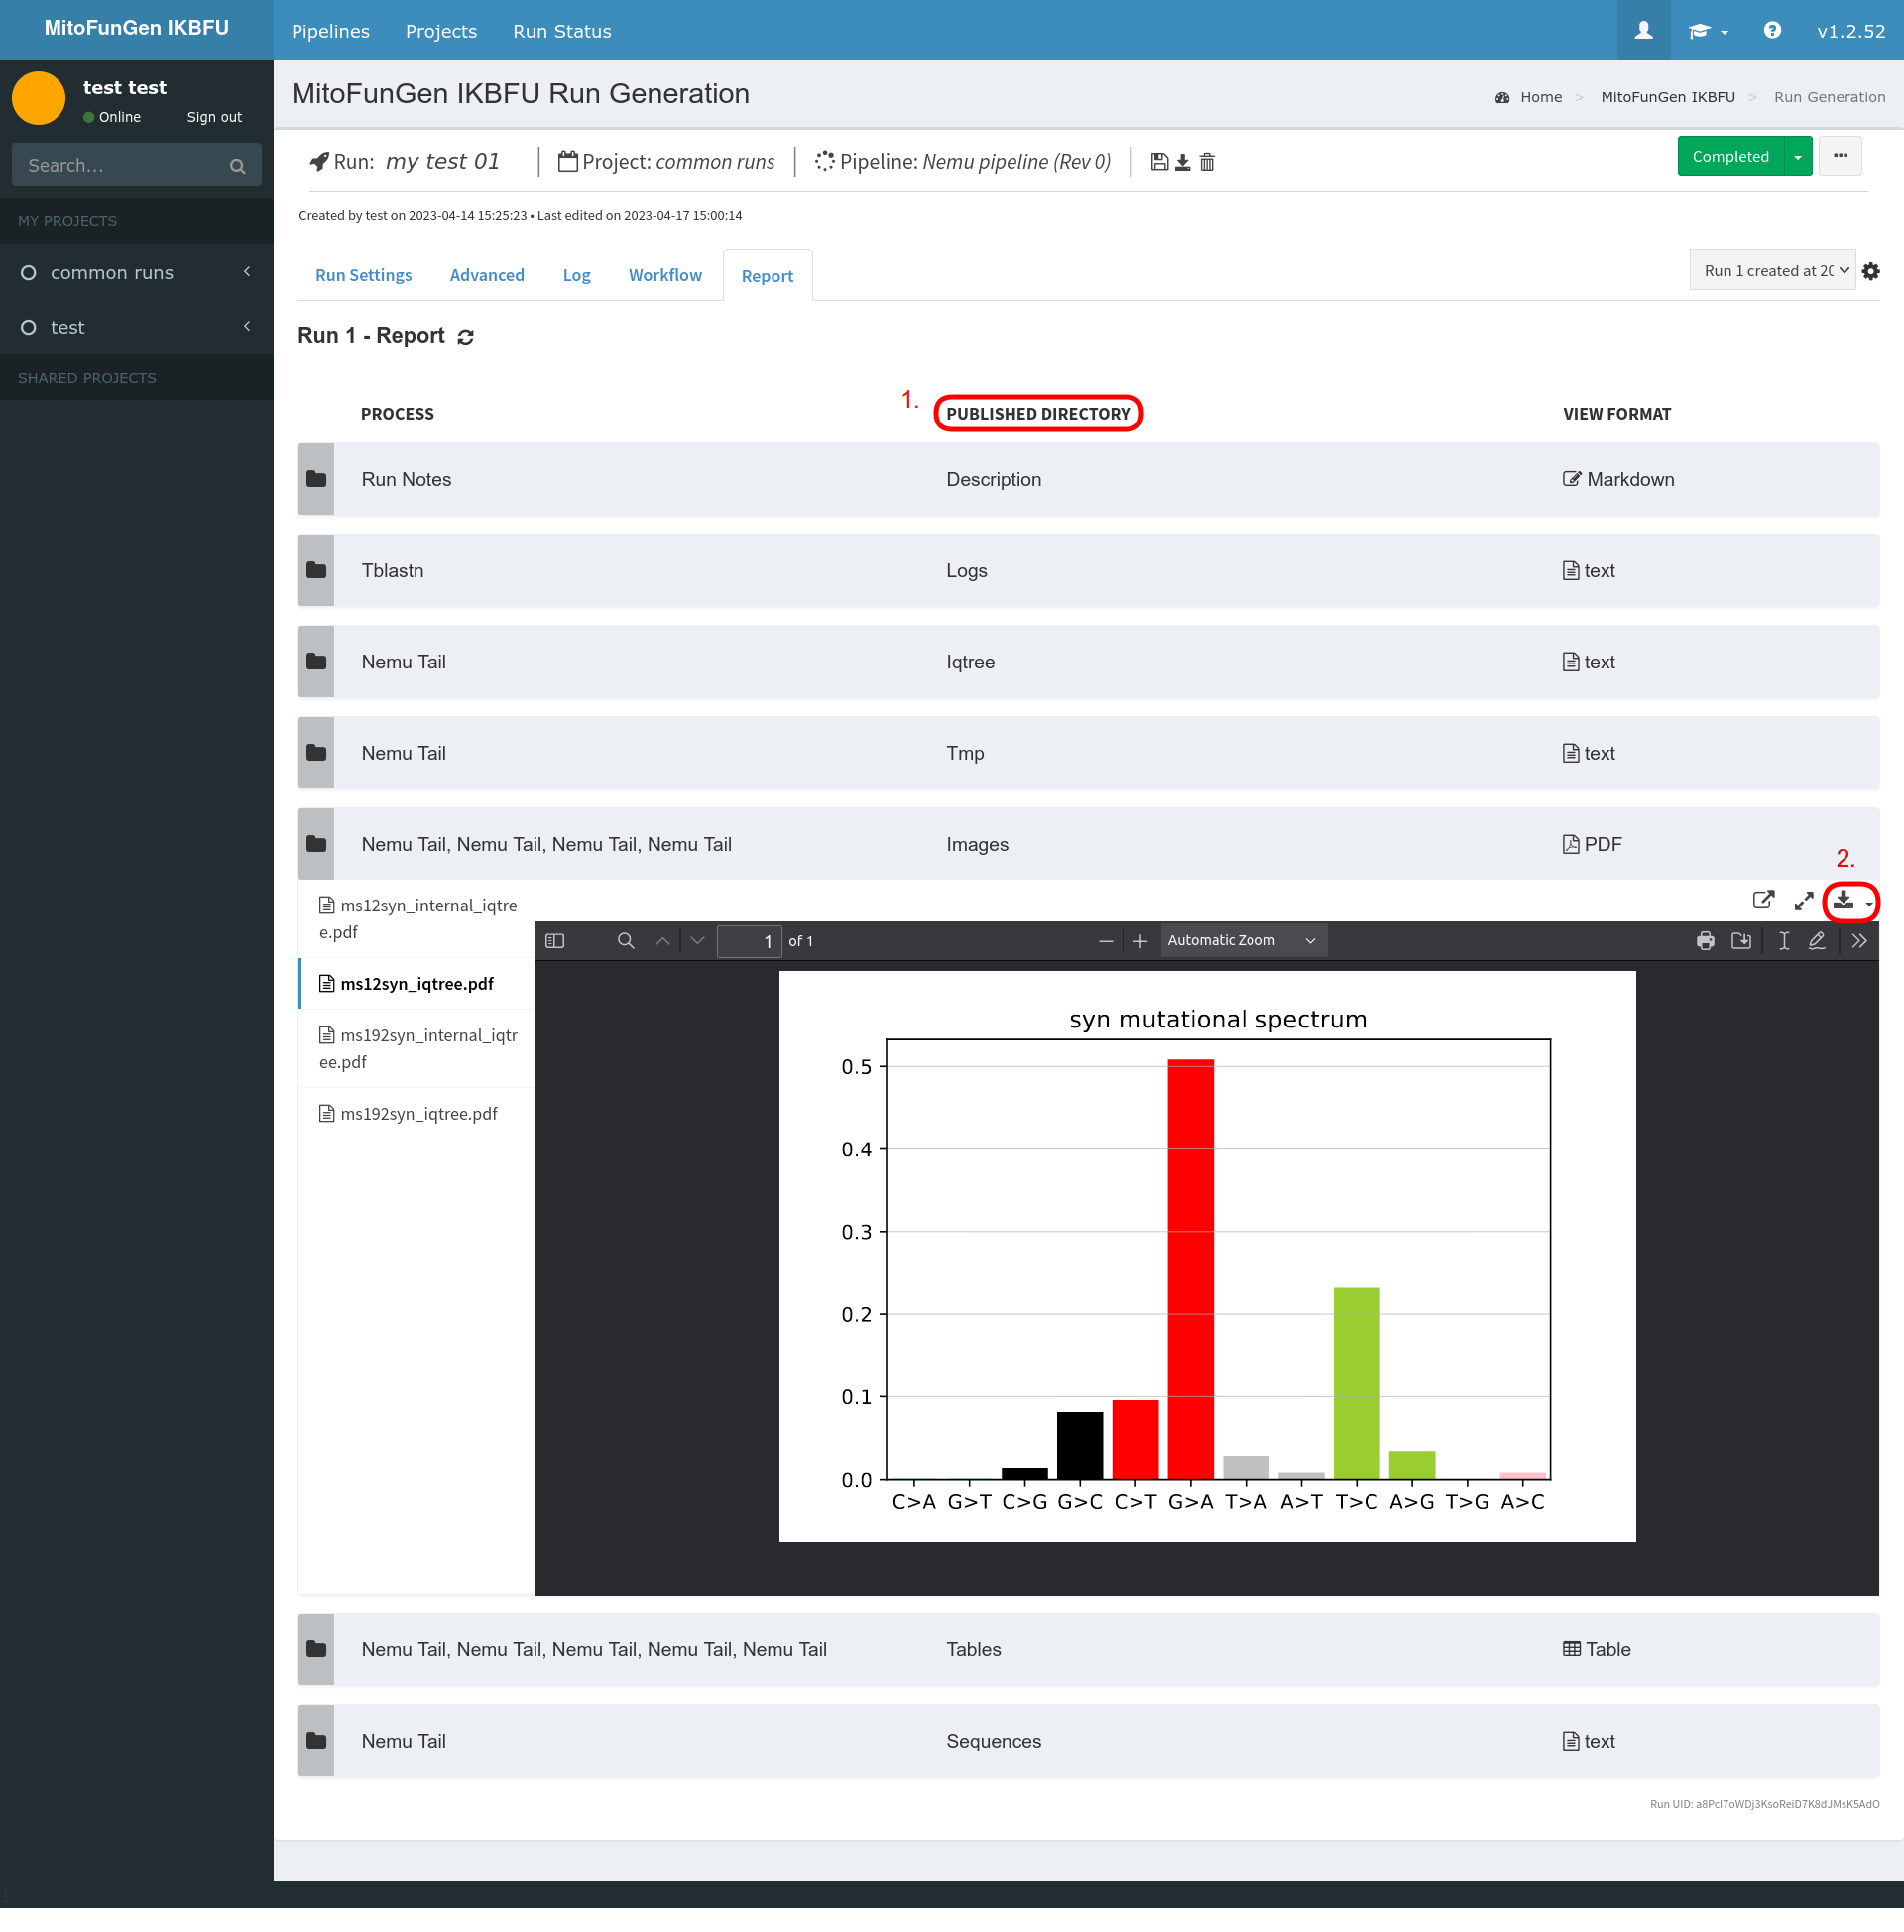 MitoFunGen IKBFU
Pipelines Projects Run Status v1.2.52
test test
Online Sign out
Search...
MY PROJECTS
common runs
test
SHARED PROJECTS
MitoFunGen IKBFU Run Generation
Home > MitoFunGen IKBFU > Run Generation
Run: my test 01 Project: common runs Pipeline: Nemu pipeline (Rev 0)
Completed
Created by test on 2023-04-14 15:25:23 • Last edited on 2023-04-17 15:00:14
Run Settings Advanced Log Workflow Report
Run 1 created at 20
Run 1 - Report
1.
PROCESS PUBLISHED DIRECTORY VIEW FORMAT
Run Notes Description Markdown
Tblastn Logs text
Nemu Tail Iqtree text
Nemu Tail Tmp text
Nemu Tail, Nemu Tail, Nemu Tail, Nemu Tail Images PDF
2.
ms12syn_internal_iqtre
e.pdf
ms12syn_iqtree.pdf
ms192syn_internal_iqtr
ee.pdf
ms192syn_iqtree.pdf
1 of 1 Automatic Zoom
syn mutational spectrum
0.5
0.4
0.3
0.2
0.1
0.0
C>A G>T C>G G>C C>T G>A T>A A>T T>C A>G T>G A>C
Nemu Tail, Nemu Tail, Nemu Tail, Nemu Tail, Nemu Tail Tables Table
Nemu Tail Sequences text